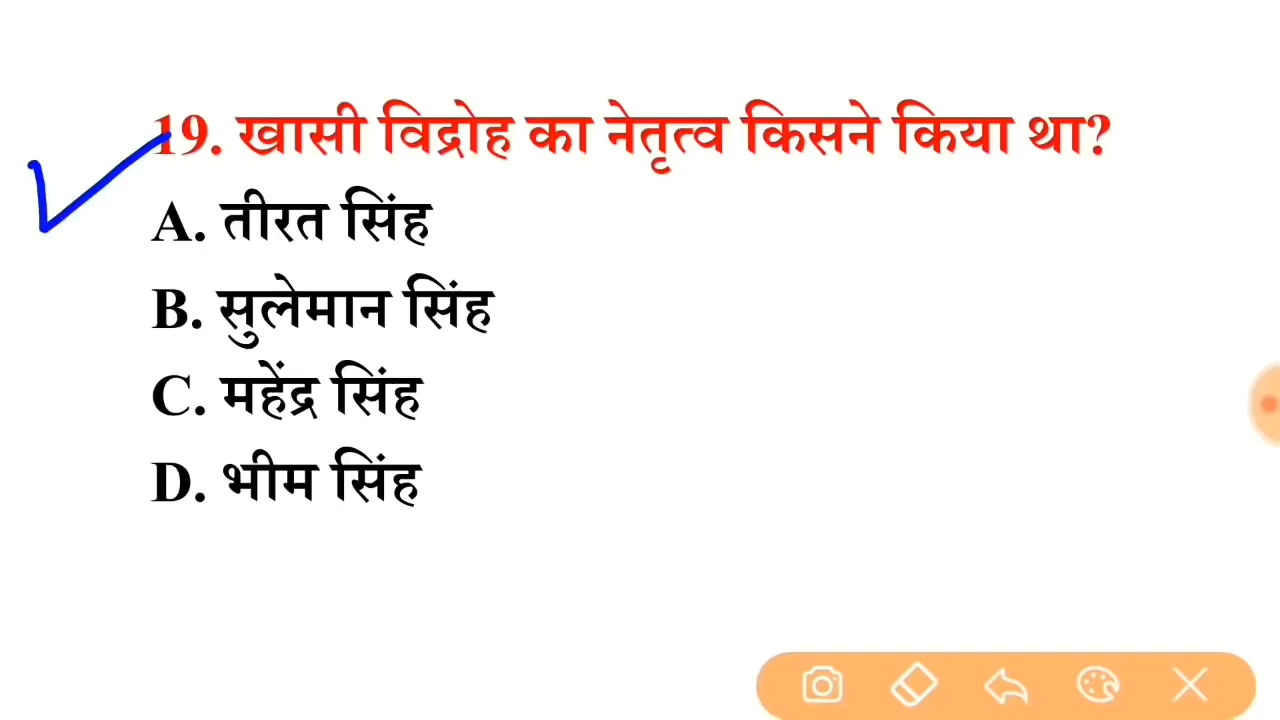 19. खासी विद्रोह का नेतृत्व किसने किया था?
A. तीरत सिंह
B. सुलेमान सिंह
C. महेंद्र सिंह
D. भीम सिंह